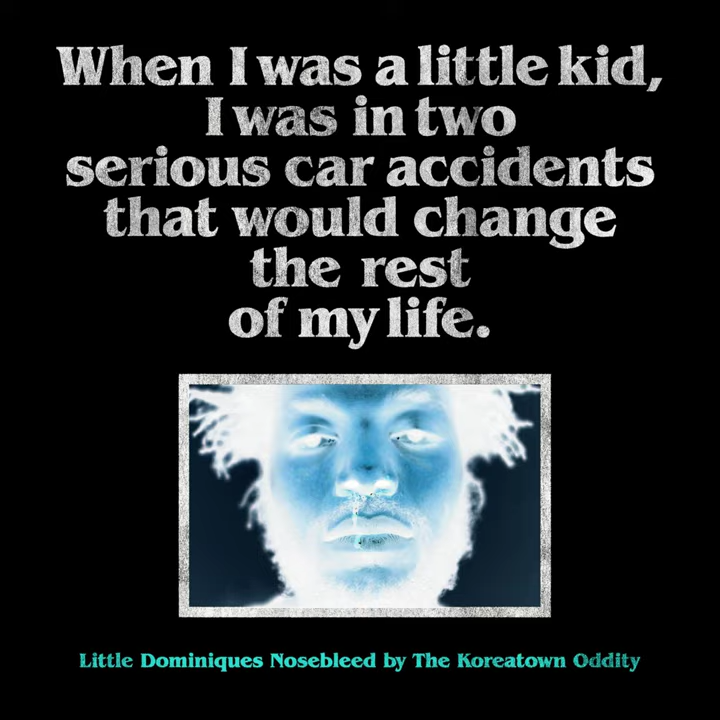 When I was a little kid,
I was in two
serious car accidents
that would change
the rest
of my life.
Little Dominiques Nosebleed by The Koreatown Oddity